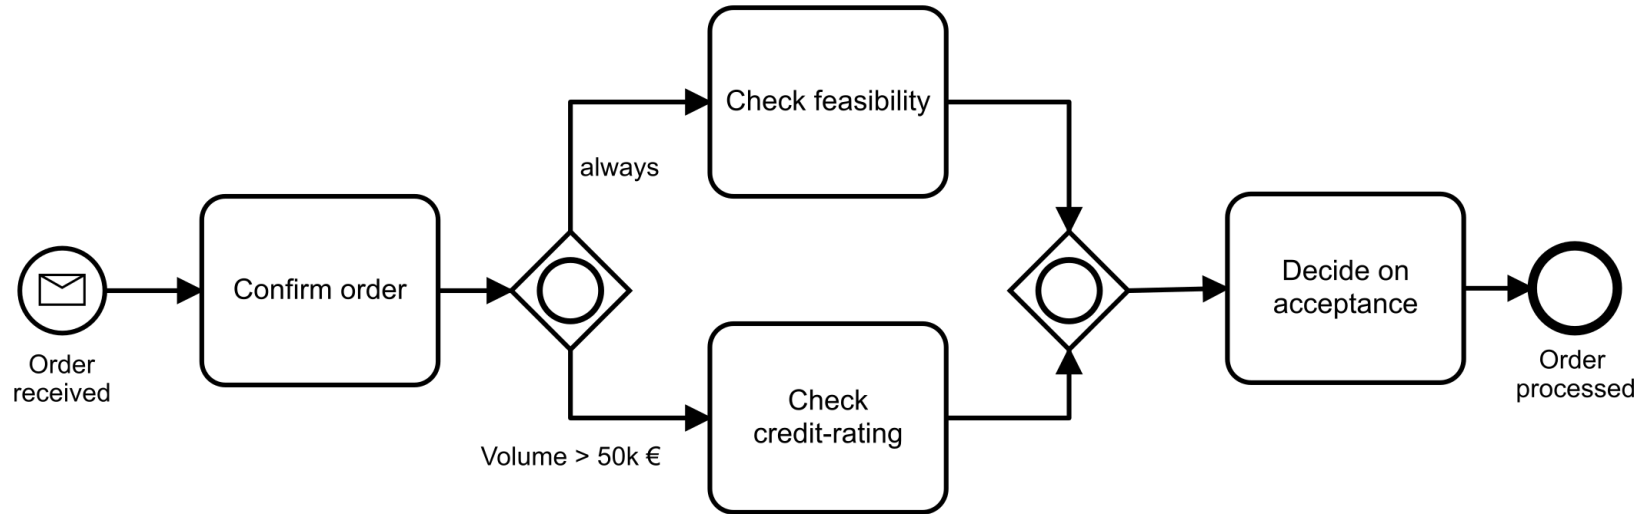 Order
received
Confirm order
always
Volume > 50k €
Check feasibility
Check
credit-rating
Decide on
acceptance
Order
processed